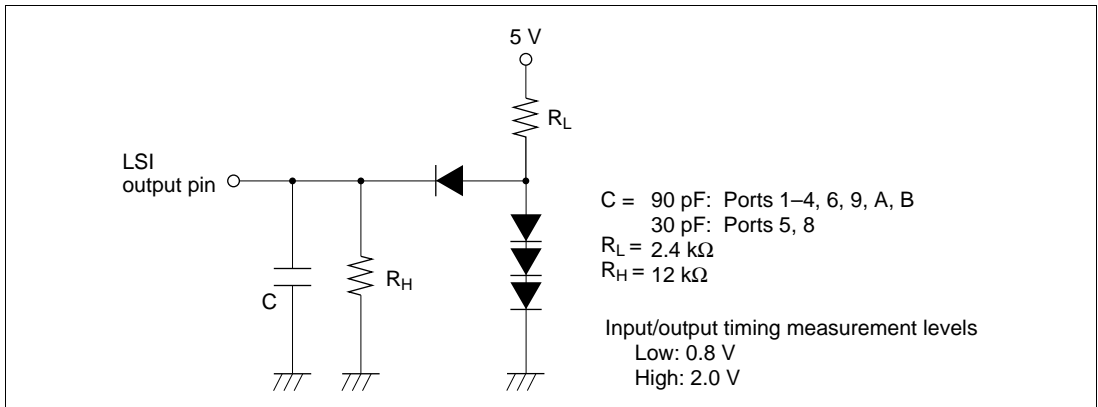 5 V
R_L
LSI
output pin
C
R_H
C = 90 pF: Ports 1–4, 6, 9, A, B
30 pF: Ports 5, 8
R_L = 2.4 kΩ
R_H = 12 kΩ
Input/output timing measurement levels
Low: 0.8 V
High: 2.0 V